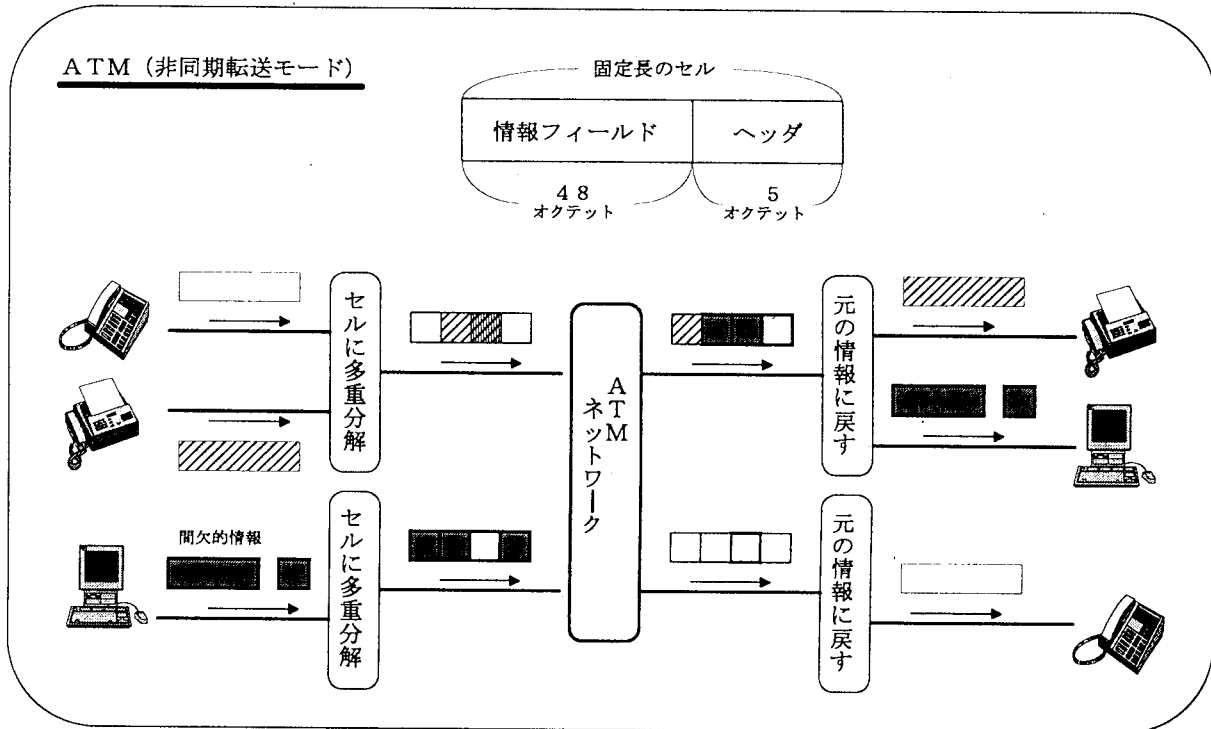 ATM(非同期転送モード)
固定長のセル
情報フィールド
ヘッダ
48
オクテット
5
オクテット
セルに多重分解
元の情報に戻す
ATM
ネットワーク
間欠的情報
セルに多重分解
元の情報に戻す